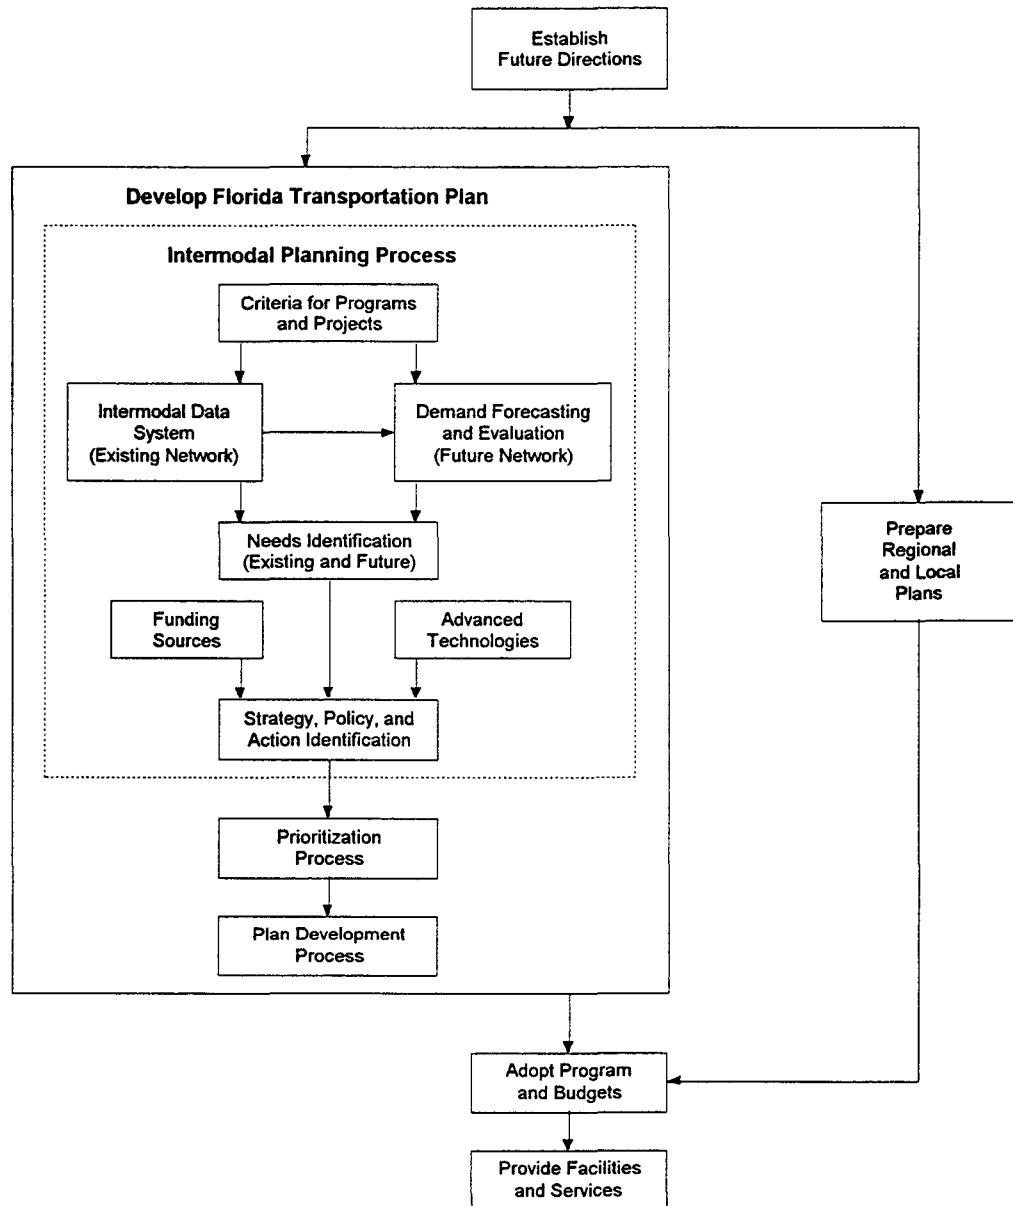 Establish
Future Directions
Develop Florida Transportation Plan
Intermodal Planning Process
Criteria for Programs
and Projects
Intermodal Data
System
(Existing Network)
Demand Forecasting
and Evaluation
(Future Network)
Needs Identification
(Existing and Future)
Prepare
Regional
and Local
Plans
Funding
Sources
Advanced
Technologies
Strategy, Policy, and
Action Identification
Prioritization
Process
Plan Development
Process
Adopt Program
and Budgets
Provide Facilities
and Services